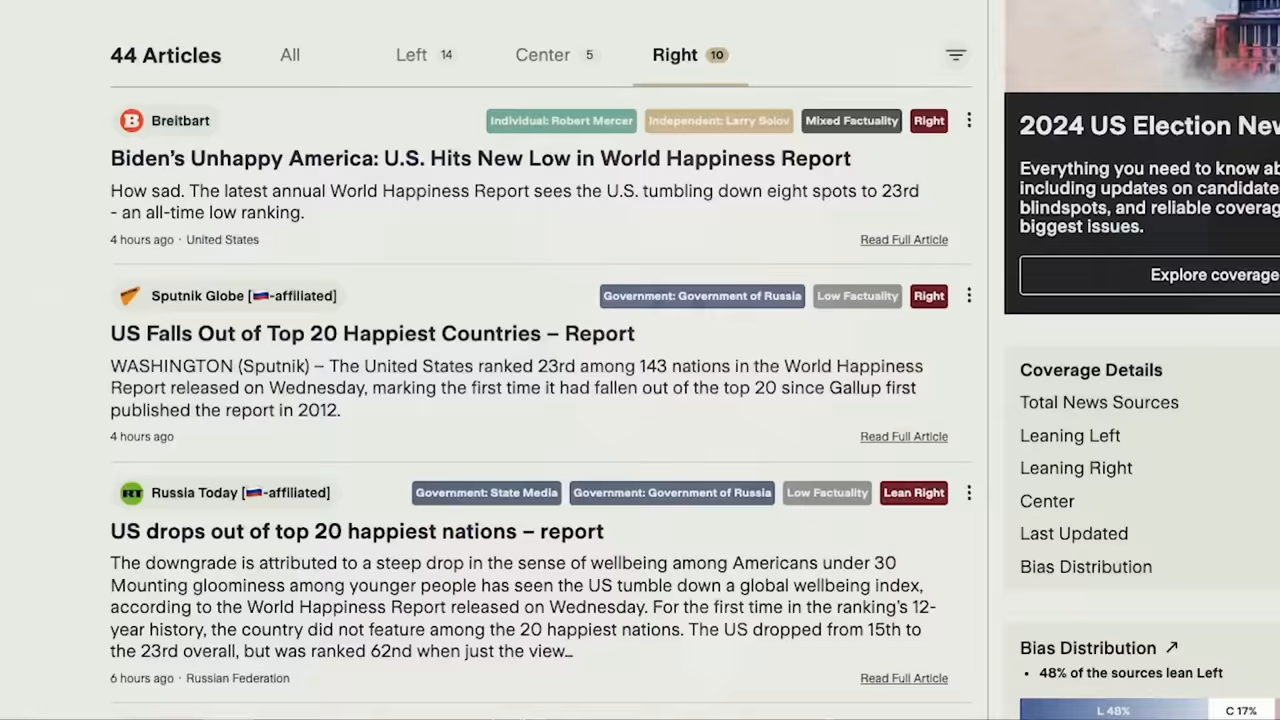 44 Articles All Left 14 Center 5 Right 10
Breitbart Individual: Robert Mercer Independent: Larry Solov Mixed Factuality Right
Biden's Unhappy America: U.S. Hits New Low in World Happiness Report
How sad. The latest annual World Happiness Report sees the U.S. tumbling down eight spots to 23rd
- an all-time low ranking.
4 hours ago · United States Read Full Article
Sputnik Globe [🇷🇺-affiliated] Government: Government of Russia Low Factuality Right
US Falls Out of Top 20 Happiest Countries – Report
WASHINGTON (Sputnik) – The United States ranked 23rd among 143 nations in the World Happiness
Report released on Wednesday, marking the first time it had fallen out of the top 20 since Gallup first
published the report in 2012.
4 hours ago Read Full Article
RT Russia Today [🇷🇺-affiliated] Government: State Media Government: Government of Russia Low Factuality Lean Right
US drops out of top 20 happiest nations – report
The downgrade is attributed to a steep drop in the sense of wellbeing among Americans under 30
Mounting gloominess among younger people has seen the US tumble down a global wellbeing index,
according to the World Happiness Report released on Wednesday. For the first time in the ranking's 12-
year history, the country did not feature among the 20 happiest nations. The US dropped from 15th to
the 23rd overall, but was ranked 62nd when just the view…
6 hours ago · Russian Federation Read Full Article
2024 US Election Nev
Everything you need to know ab
including updates on candidate
blindspots, and reliable coverag
biggest issues.
Explore coverage
Coverage Details
Total News Sources
Leaning Left
Leaning Right
Center
Last Updated
Bias Distribution
Bias Distribution ↗
• 48% of the sources lean Left
L 48% C 17%